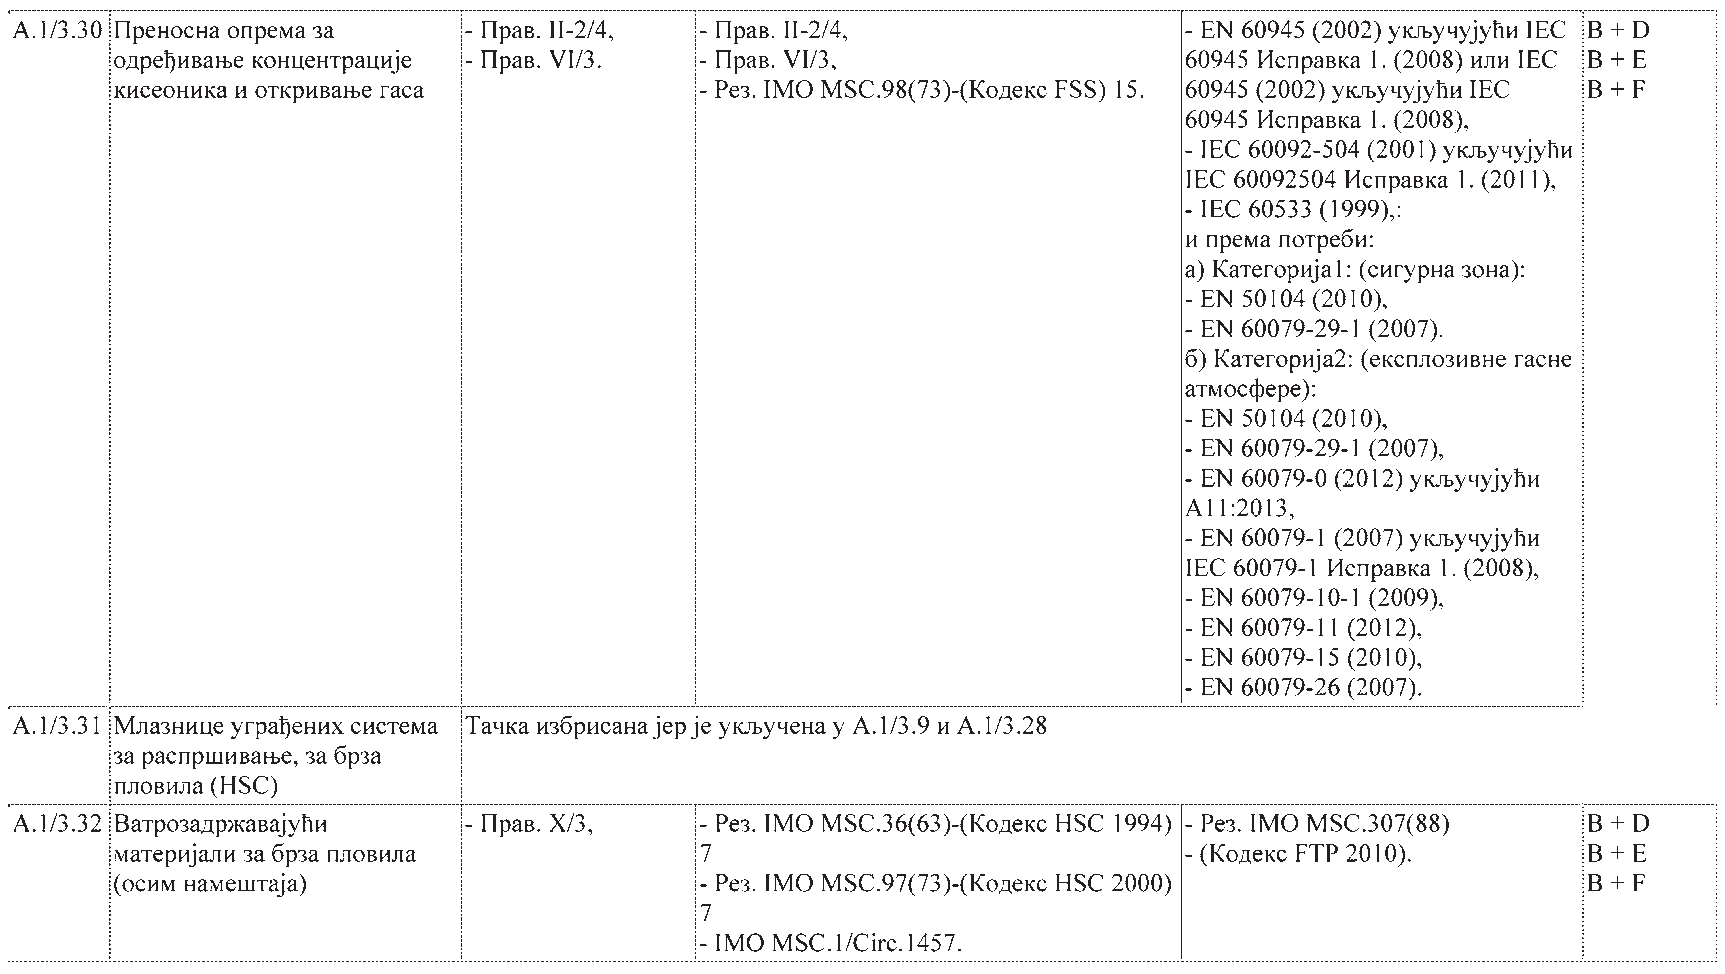 А.1/3.30
Преносна опрема за
одређивање концентрације
кисеоника и откривање гаса
- Прав. II-2/4,
- Прав. VI/3.
- Прав. II-2/4,
- Прав. VI/3,
- Рез. IMO MSC.98(73)-(Кодекс FSS) 15.
- EN 60945 (2002) укључујући IEC
60945 Исправка 1. (2008) или IEC
60945 (2002) укључујући IEC
60945 Исправка 1. (2008),
- IEC 60092-504 (2001) укључујући
IEC 60092504 Исправка 1. (2011),
- IEC 60533 (1999),:
и према потреби:
а) Категорија1: (сигурна зона):
- EN 50104 (2010),
- EN 60079-29-1 (2007).
б) Категорија2: (експлозивне гасне
атмосфере):
- EN 50104 (2010),
- EN 60079-29-1 (2007),
- EN 60079-0 (2012) укључујући
A11:2013,
- EN 60079-1 (2007) укључујући
IEC 60079-1 Исправка 1. (2008),
- EN 60079-10-1 (2009),
- EN 60079-11 (2012),
- EN 60079-15 (2010),
- EN 60079-26 (2007).
B + D
B + E
B + F
А.1/3.31
Млазнице уграђених система
за распршивање, за брза
пловила (HSC)
Тачка избрисана јер је укључена у А.1/3.9 и А.1/3.28
А.1/3.32
Ватрозадржавајући
материјали за брза пловила
(осим намештаја)
- Прав. X/3,
- Рез. IMO MSC.36(63)-(Кодекс HSC 1994)
7
- Рез. IMO MSC.97(73)-(Кодекс HSC 2000)
7
- IMO MSC.1/Circ.1457.
- Рез. IMO MSC.307(88)
- (Кодекс FTP 2010).
B + D
B + E
B + F